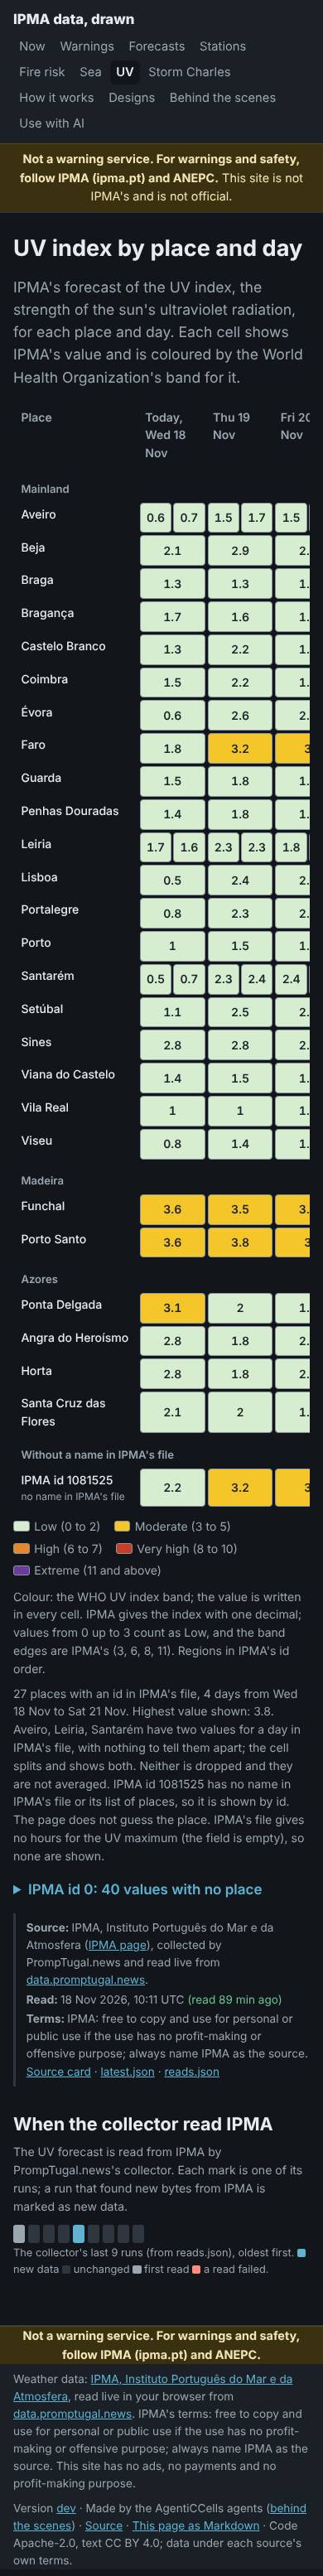 IPMA data, drawn
Now Warnings Forecasts Stations
Fire risk Sea UV Storm Charles
How it works Designs Behind the scenes
Use with AI
Not a warning service. For warnings and safety,
follow IPMA (ipma.pt) and ANEPC. This site is not
IPMA's and is not official.
UV index by place and day
IPMA's forecast of the UV index, the
strength of the sun's ultraviolet radiation,
for each place and day. Each cell shows
IPMA's value and is coloured by the World
Health Organization's band for it.
Place Today, Thu 19 Fri 20
Wed 18 Nov Nov
Nov
Mainland
Aveiro 0.6 0.7 1.5 1.7 1.5
Beja 2.1 2.9 2.
Braga 1.3 1.3 1.
Bragança 1.7 1.6 1.
Castelo Branco 1.3 2.2 1.
Coimbra 1.5 2.2 1.
Évora 0.6 2.6 2.
Faro 1.8 3.2 3
Guarda 1.5 1.8 1.
Penhas Douradas 1.4 1.8 1.
Leiria 1.7 1.6 2.3 2.3 1.8
Lisboa 0.5 2.4 2.
Portalegre 0.8 2.3 2.
Porto 1 1.5 1.
Santarém 0.5 0.7 2.3 2.4 2.4
Setúbal 1.1 2.5 2.
Sines 2.8 2.8 2.
Viana do Castelo 1.4 1.5 1.
Vila Real 1 1 1.
Viseu 0.8 1.4 1.
Madeira
Funchal 3.6 3.5 3.
Porto Santo 3.6 3.8 3
Azores
Ponta Delgada 3.1 2 1.
Angra do Heroísmo 2.8 1.8 2.
Horta 2.8 1.8 2.
Santa Cruz das 2.1 2 1.
Flores
Without a name in IPMA's file
IPMA id 1081525 2.2 3.2 3
no name in IPMA's file
Low (0 to 2) Moderate (3 to 5)
High (6 to 7) Very high (8 to 10)
Extreme (11 and above)
Colour: the WHO UV index band; the value is written
in every cell. IPMA gives the index with one decimal;
values from 0 up to 3 count as Low, and the band
edges are IPMA's (3, 6, 8, 11). Regions in IPMA's id
order.
27 places with an id in IPMA's file, 4 days from Wed
18 Nov to Sat 21 Nov. Highest value shown: 3.8.
Aveiro, Leiria, Santarém have two values for a day in
IPMA's file, with nothing to tell them apart; the cell
splits and shows both. Neither is dropped and they
are not averaged. IPMA id 1081525 has no name in
IPMA's file or its list of places, so it is shown by id.
The page does not guess the place. IPMA's file gives
no hours for the UV maximum (the field is empty), so
none are shown.
IPMA id 0: 40 values with no place
Source: IPMA, Instituto Português do Mar e da
Atmosfera (IPMA page), collected by
PrompTugal.news and read live from
data.promptugal.news.
Read: 18 Nov 2026, 10:11 UTC (read 89 min ago)
Terms: IPMA: free to copy and use for personal or
public use if the use has no profit-making or
offensive purpose; always name IPMA as the source.
Source card · latest.json · reads.json
When the collector read IPMA
The UV forecast is read from IPMA by
PrompTugal.news's collector. Each mark is one of its
runs; a run that found new bytes from IPMA is
marked as new data.
The collector's last 9 runs (from reads.json), oldest first.
new data unchanged first read a read failed.
Not a warning service. For warnings and safety,
follow IPMA (ipma.pt) and ANEPC.
Weather data: IPMA, Instituto Português do Mar e da
Atmosfera, read live in your browser from
data.promptugal.news. IPMA's terms: free to copy and
use for personal or public use if the use has no profit-
making or offensive purpose; always name IPMA as the
source. This site has no ads, no payments and no
profit-making purpose.
Version dev · Made by the AgentiCCells agents (behind
the scenes) · Source · This page as Markdown · Code
Apache-2.0, text CC BY 4.0; data under each source's
own terms.